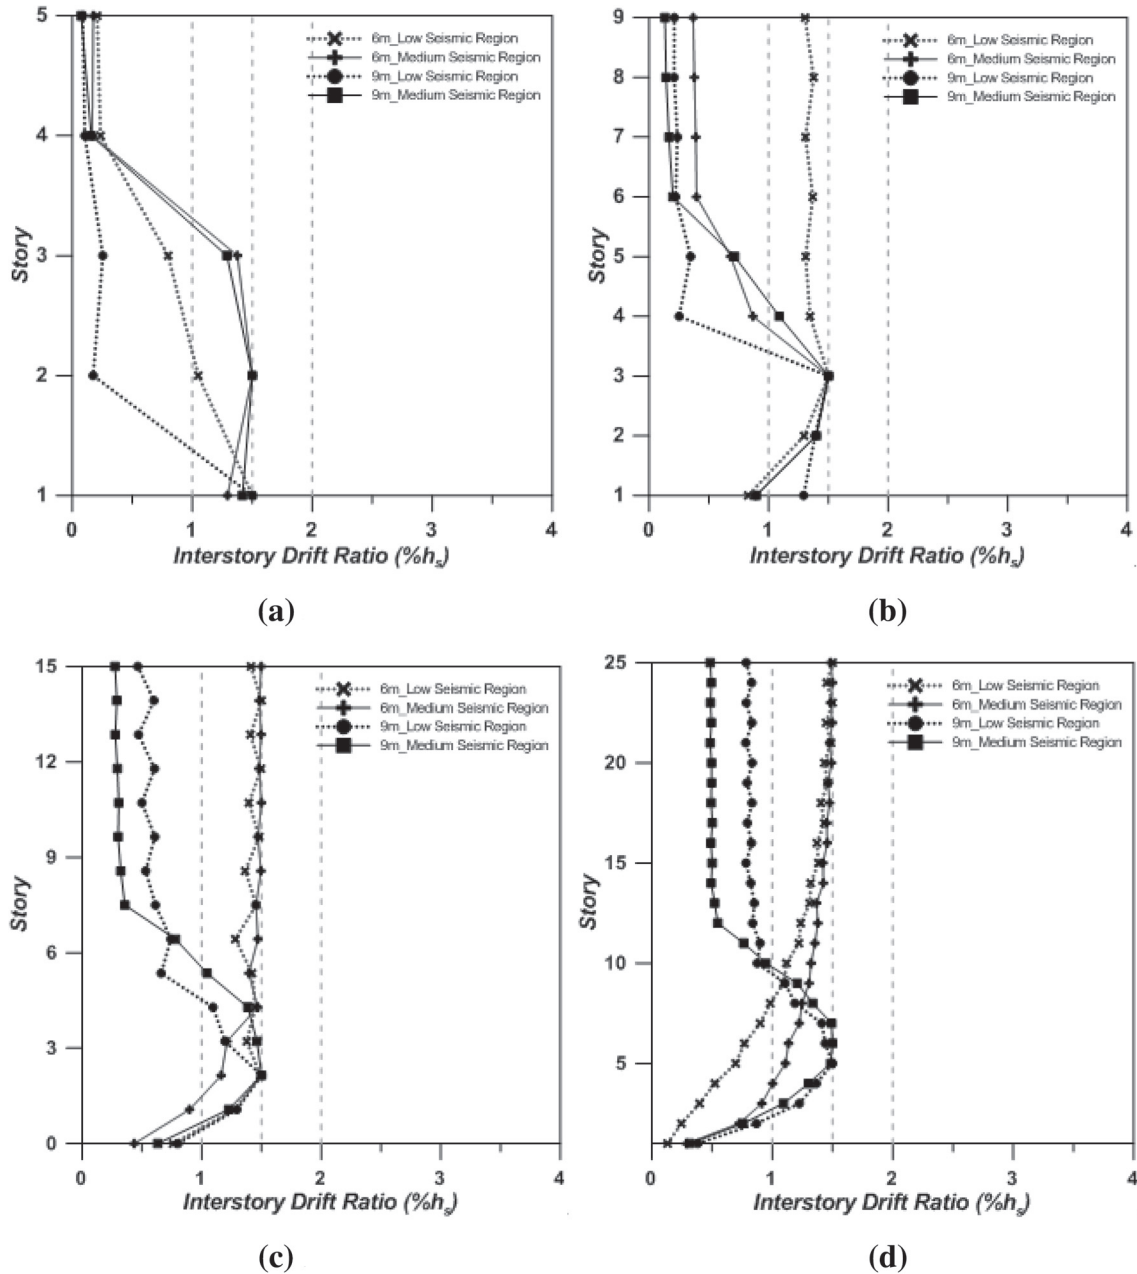 5
4
3
2
1
Story
0
1
2
3
4
Interstory Drift Ratio (%hs)
6m_Low Seismic Region
6m_Medium Seismic Region
9m_Low Seismic Region
9m_Medium Seismic Region
(a)
9
8
7
6
5
4
3
2
1
Story
0
1
2
3
4
Interstory Drift Ratio (%hs)
6m_Low Seismic Region
6m_Medium Seismic Region
9m_Low Seismic Region
9m_Medium Seismic Region
(b)
15
12
9
6
3
0
Story
0
1
2
3
4
Interstory Drift Ratio (%hs)
6m_Low Seismic Region
6m_Medium Seismic Region
9m_Low Seismic Region
9m_Medium Seismic Region
(c)
25
20
15
10
5
Story
0
1
2
3
4
Interstory Drift Ratio (%hs)
6m_Low Seismic Region
6m_Medium Seismic Region
9m_Low Seismic Region
9m_Medium Seismic Region
(d)